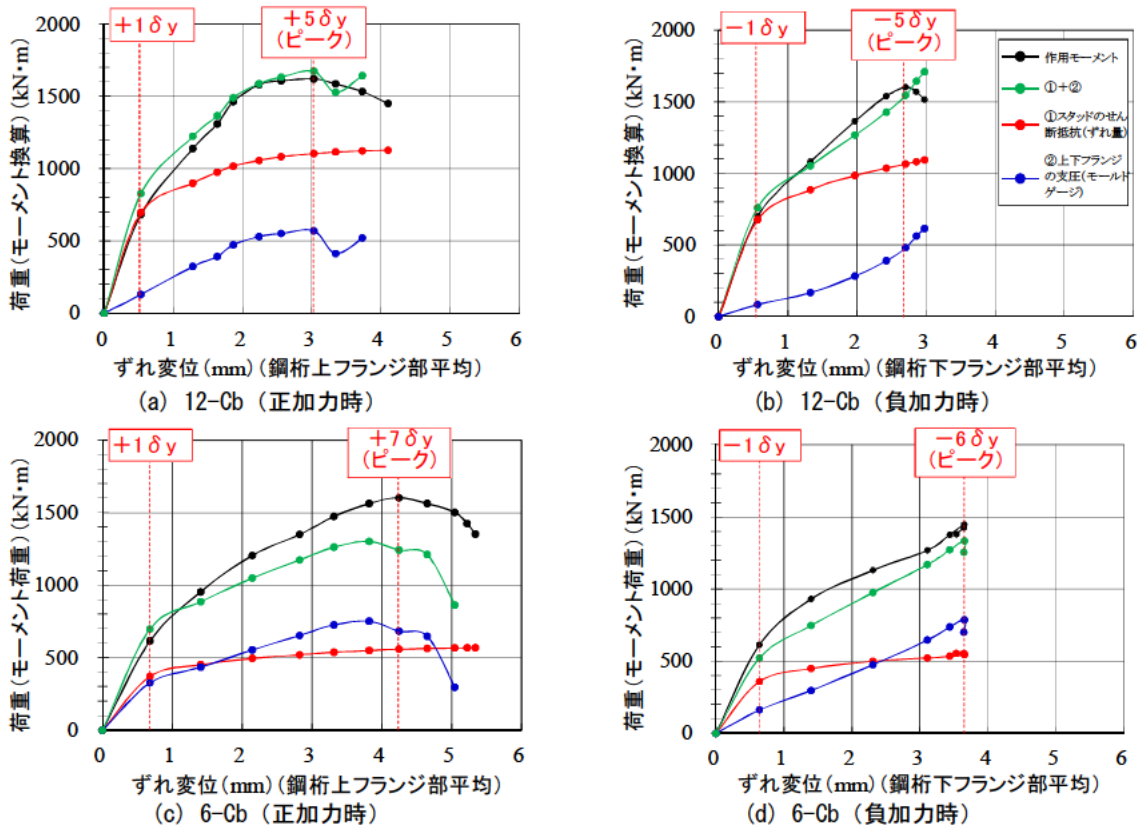 +1δy
+5δy
(ピーク)
荷重(モーメント換算)(kN・m)
2000
1500
1000
500
0
0 1 2 3 4 5 6
ずれ変位(mm)(鋼桁上フランジ部平均)
(a) 12-Cb (正加力時)
-1δy
-5δy
(ピーク)
荷重(モーメント換算)(kN・m)
2000
1500
1000
500
0
作用モーメント
①+②
①スタッドのせん
断抵抗(ずれ量)
②上下フランジ
の支圧(モールド
ゲージ)
0 1 2 3 4 5 6
ずれ変位(mm)(鋼桁下フランジ部平均)
(b) 12-Cb (負加力時)
+1δy
+7δy
(ピーク)
荷重(モーメント荷重)(kN・m)
2000
1500
1000
500
0
0 1 2 3 4 5 6
ずれ変位(mm)(鋼桁上フランジ部平均)
(c) 6-Cb (正加力時)
-1δy
-6δy
(ピーク)
荷重(モーメント荷重)(kN・m)
2000
1500
1000
500
0
0 1 2 3 4 5 6
ずれ変位(mm)(鋼桁下フランジ部平均)
(d) 6-Cb (負加力時)